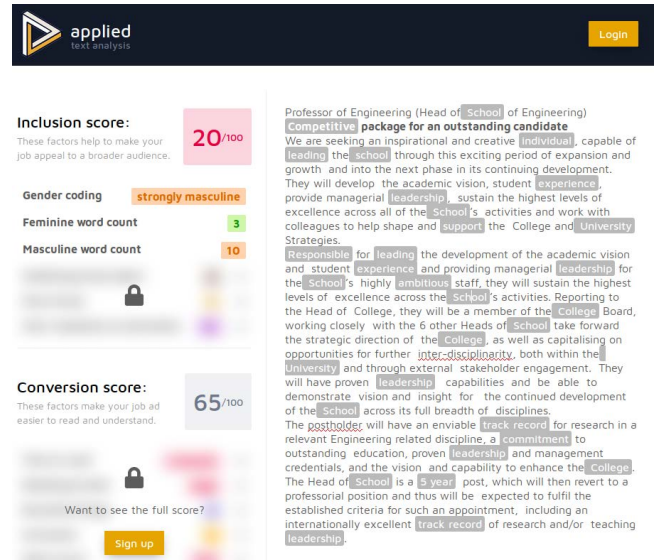 applied
text analysis
Login
Inclusion score:
These factors help to make your
job appeal to a broader audience.
20/100
Gender coding strongly masculine
Feminine word count 3
Masculine word count 10
Conversion score:
These factors make your job ad
easier to read and understand.
65/100
Want to see the full score?
Sign up
Professor of Engineering (Head of School of Engineering)
Competitive package for an outstanding candidate
We are seeking an inspirational and creative individual, capable of
leading the school through this exciting period of expansion and
growth and into the next phase in its continuing development.
They will develop the academic vision, student experience,
provide managerial leadership, sustain the highest levels of
excellence across all of the School's activities and work with
colleagues to help shape and support the College and University
Strategies.
Responsible for leading the development of the academic vision
and student experience and providing managerial leadership for
the School's highly ambitious staff, they will sustain the highest
levels of excellence across the School's activities. Reporting to
the Head of College, they will be a member of the College Board,
working closely with the 6 other Heads of School take forward
the strategic direction of the College, as well as capitalising on
opportunities for further inter-disciplinarity, both within the
University and through external stakeholder engagement. They
will have proven leadership capabilities and be able to
demonstrate vision and insight for the continued development
of the School across its full breadth of disciplines.
The postholder will have an enviable track record for research in a
relevant Engineering related discipline, a commitment to
outstanding education, proven leadership and management
credentials, and the vision and capability to enhance the College.
The Head of School is a 5 year post, which will then revert to a
professorial position and thus will be expected to fulfil the
established criteria for such an appointment, including an
internationally excellent track record of research and/or teaching
leadership.